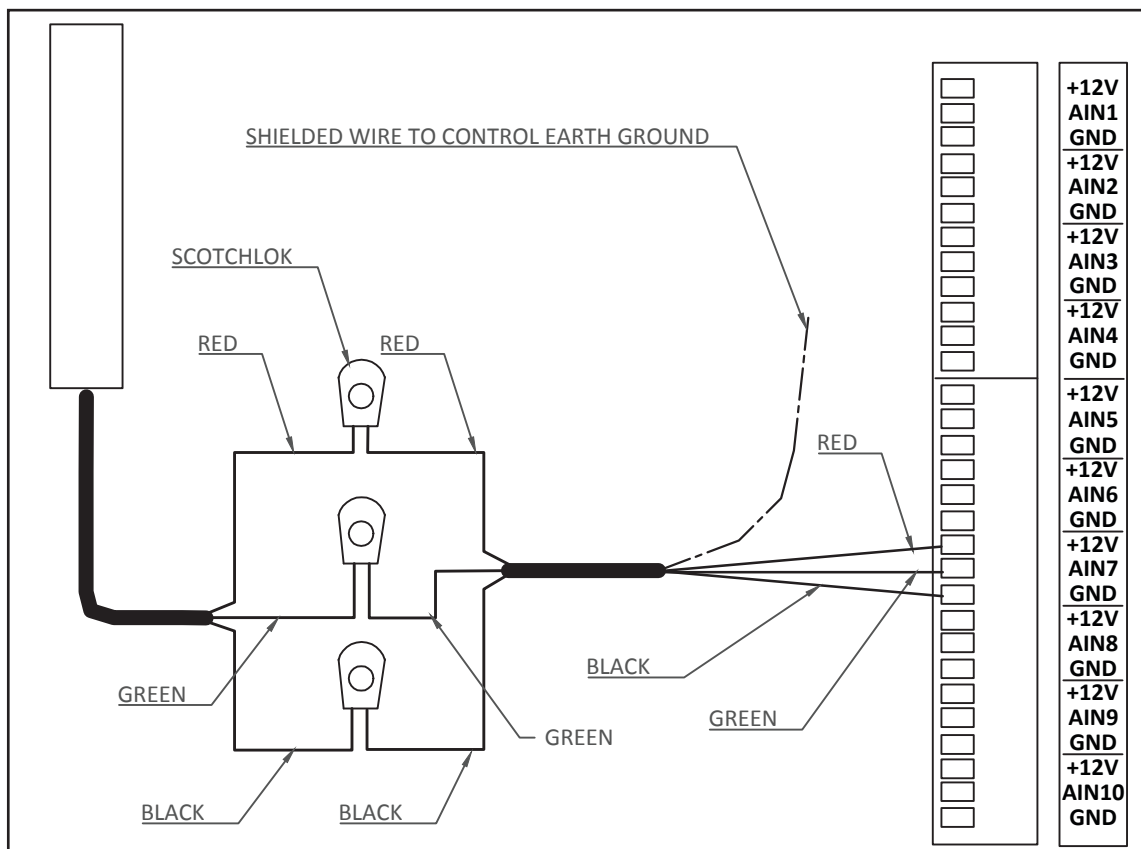 SHIELDED WIRE TO CONTROL EARTH GROUND
SCOTCHLOK
RED
RED
RED
GREEN
GREEN
BLACK
GREEN
BLACK
BLACK
+12V
AIN1
GND
+12V
AIN2
GND
+12V
AIN3
GND
+12V
AIN4
GND
+12V
AIN5
GND
+12V
AIN6
GND
+12V
AIN7
GND
+12V
AIN8
GND
+12V
AIN9
GND
+12V
AIN10
GND